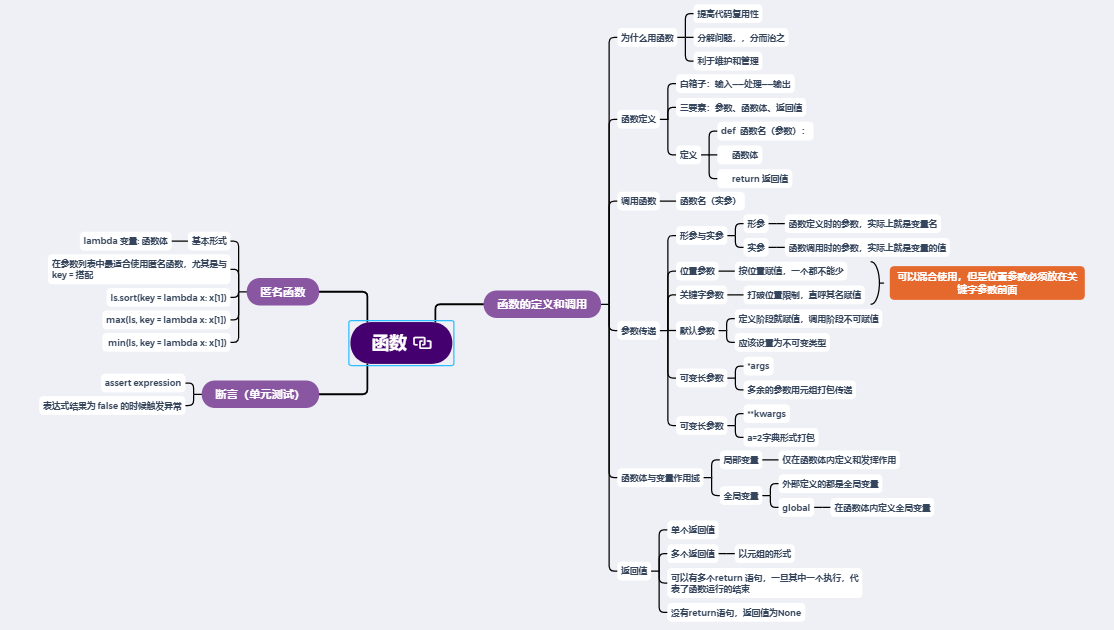 函数
函数的定义和调用
为什么用函数
提高代码复用性
分解问题，，分而治之
利于维护和管理
函数定义
白箱子：输入——处理——输出
三要素：参数、函数体、返回值
定义
def 函数名（参数）：
函数体
return 返回值
调用函数
函数名（实参）
参数传递
形参与实参
形参
函数定义时的参数，实际上就是变量名
实参
函数调用时的参数，实际上就是变量的值
位置参数
按位置赋值，一个都不能少
关键字参数
打破位置限制，直呼其名赋值
可以混合使用，但是位置参数必须放在关
键字参数前面
默认参数
定义阶段就赋值，调用阶段不可赋值
应该设置为不可变类型
可变长参数
*args
多余的参数用元组打包传递
可变长参数
**kwargs
a=2字典形式打包
函数体与变量作用域
局部变量
仅在函数体内定义和发挥作用
全局变量
外部定义的都是全局变量
global
在函数体内定义全局变量
返回值
单个返回值
多个返回值
以元组的形式
可以有多个return 语句，一旦其中一个执行，代
表了函数运行的结束
没有return语句，返回值为None
匿名函数
基本形式
lambda 变量: 函数体
在参数列表中最适合使用匿名函数，尤其是与
key = 搭配
ls.sort(key = lambda x: x[1])
max(ls, key = lambda x: x[1])
min(ls, key = lambda x: x[1])
断言（单元测试）
assert expression
表达式结果为 false 的时候触发异常